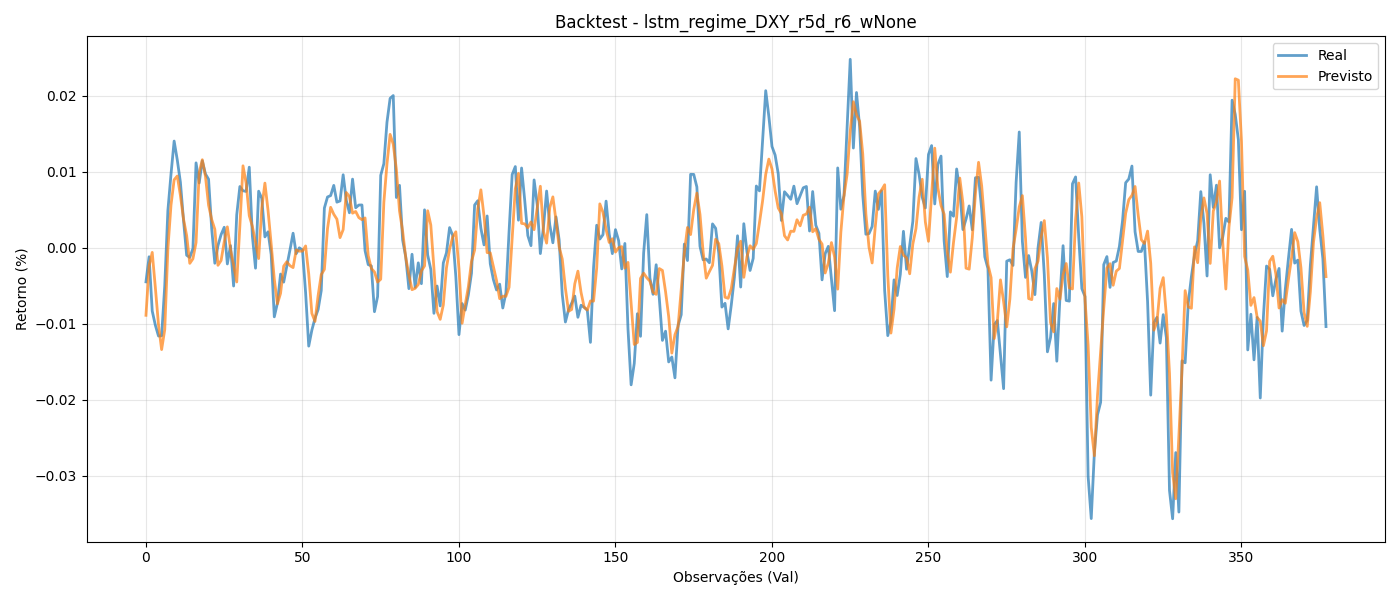 Backtest - lstm_regime_DXY_r5d_r6_wNone
Real
Previsto
Retorno (%)
0.02
0.01
0.00
−0.01
−0.02
−0.03
0 50 100 150 200 250 300 350
Observações (Val)